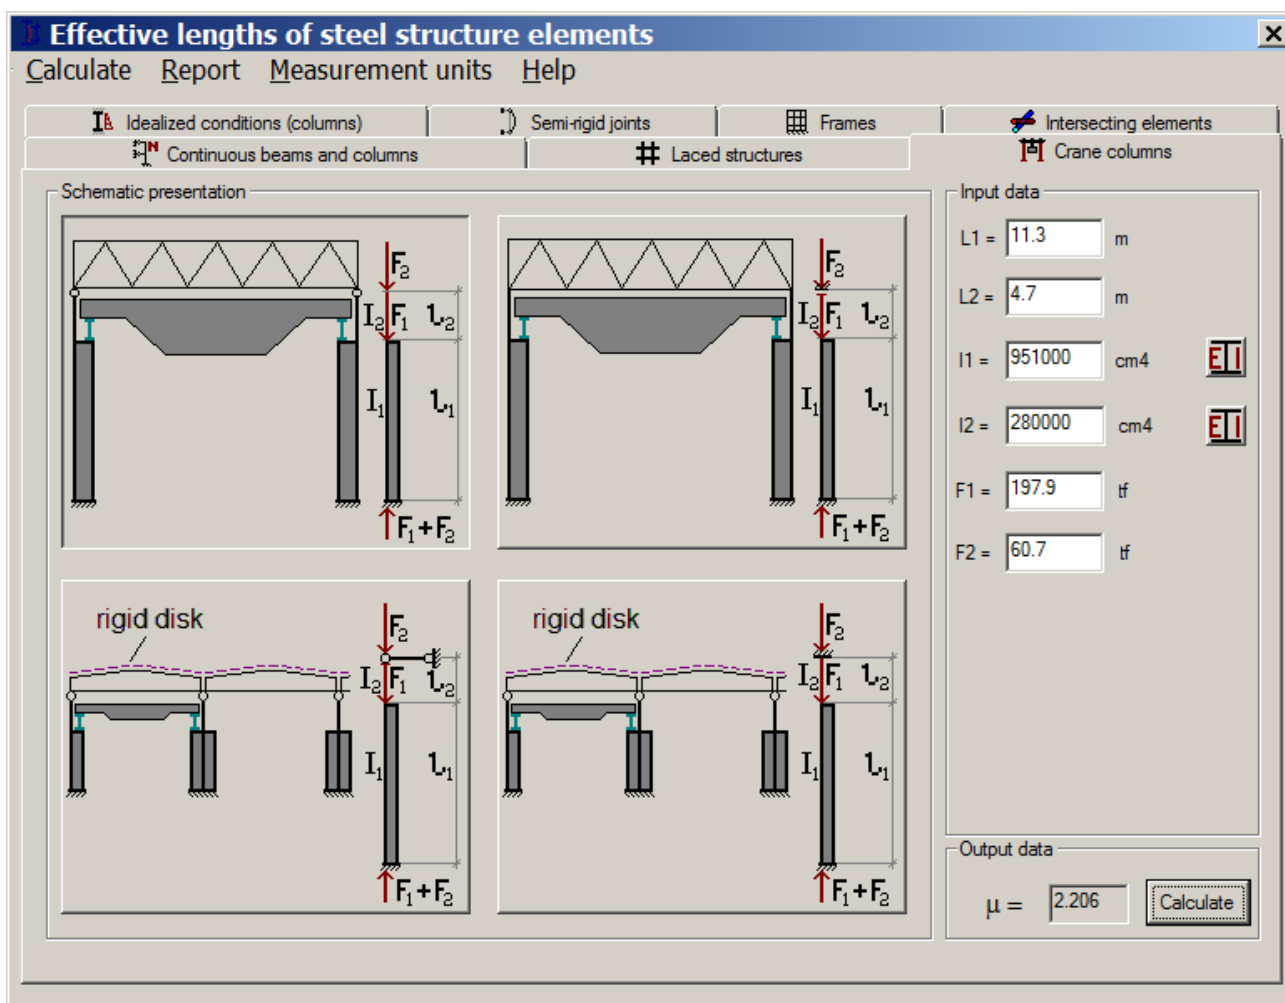 Effective lengths of steel structure elements
Calculate Report Measurement units Help
Idealized conditions (columns) Semi-rigid joints Frames Intersecting elements
Continuous beams and columns Laced structures Crane columns
Schematic presentation
F2
I2 F1 l2
I1 l1
F1+F2
F2
I2 F1 l2
I1 l1
F1+F2
rigid disk
F2
I2 F1 l2
I1 l1
F1+F2
rigid disk
F2
I2 F1 l2
I1 l1
F1+F2
Input data
L1 = 11.3 m
L2 = 4.7 m
I1 = 951000 cm4 EI
I2 = 280000 cm4 EI
F1 = 197.9 tf
F2 = 60.7 tf
Output data
μ = 2.206 Calculate